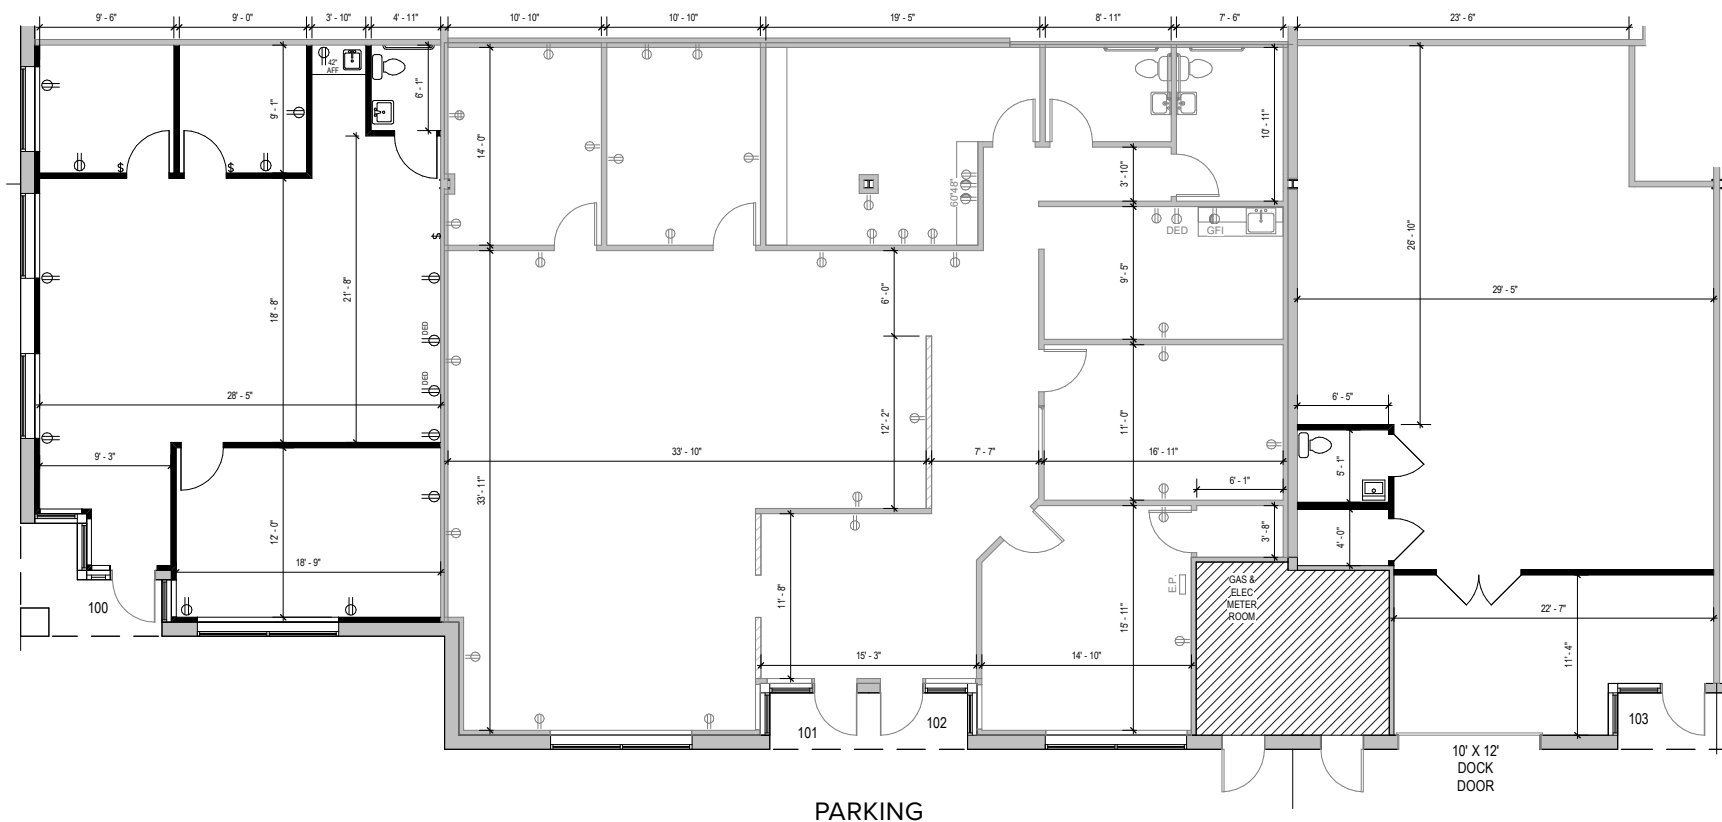 9' - 6"
9' - 0"
3' - 10"
4' - 11"
10' - 10"
10' - 10"
19' - 5"
8' - 11"
7' - 6"
23' - 6"
42"
AFF
9' - 1"
6' - 1"
14' - 0"
10' - 11"
3' - 10"
60"48"
$
$
$
DED
GFI
26' - 10"
21' - 8"
18' - 8"
6' - 0"
9' - 5"
29' - 5"
DED
DED
28' - 5"
12' - 2"
11' - 0"
6' - 5"
9' - 3"
33' - 10"
7' - 7"
16' - 11"
5' - 1"
6' - 1"
33' - 11"
12' - 0"
3' - 8"
4' - 0"
18' - 9"
11' - 8"
E.P.
GAS &
ELEC
METER
ROOM
100
15' - 11"
22' - 7"
15' - 3"
14' - 10"
11' - 4"
101
102
103
10' X 12'
DOCK
DOOR
PARKING